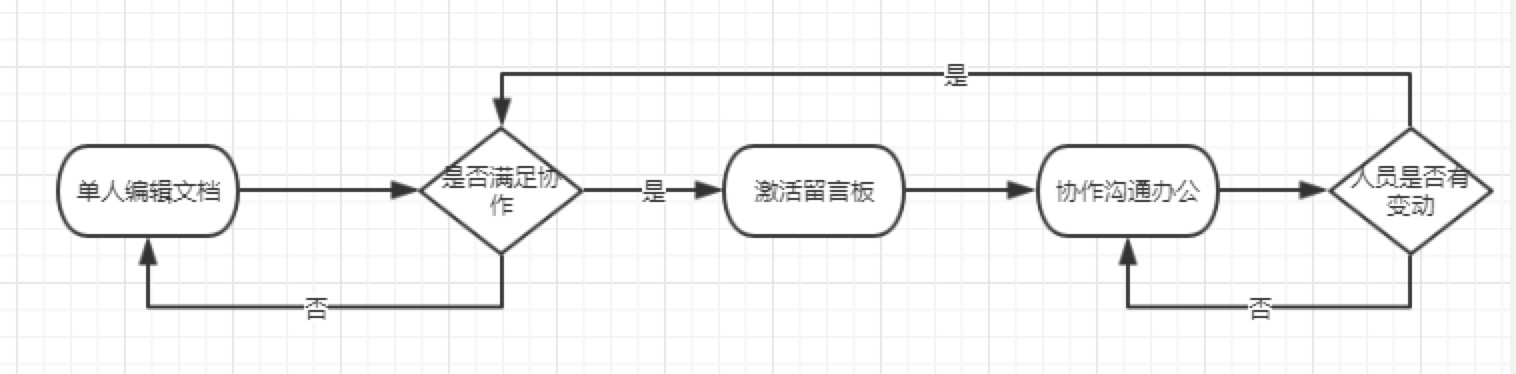 是
单人编辑文档
是否满足协
作
是
激活留言板
协作沟通办公
人员是否有
变动
否
否